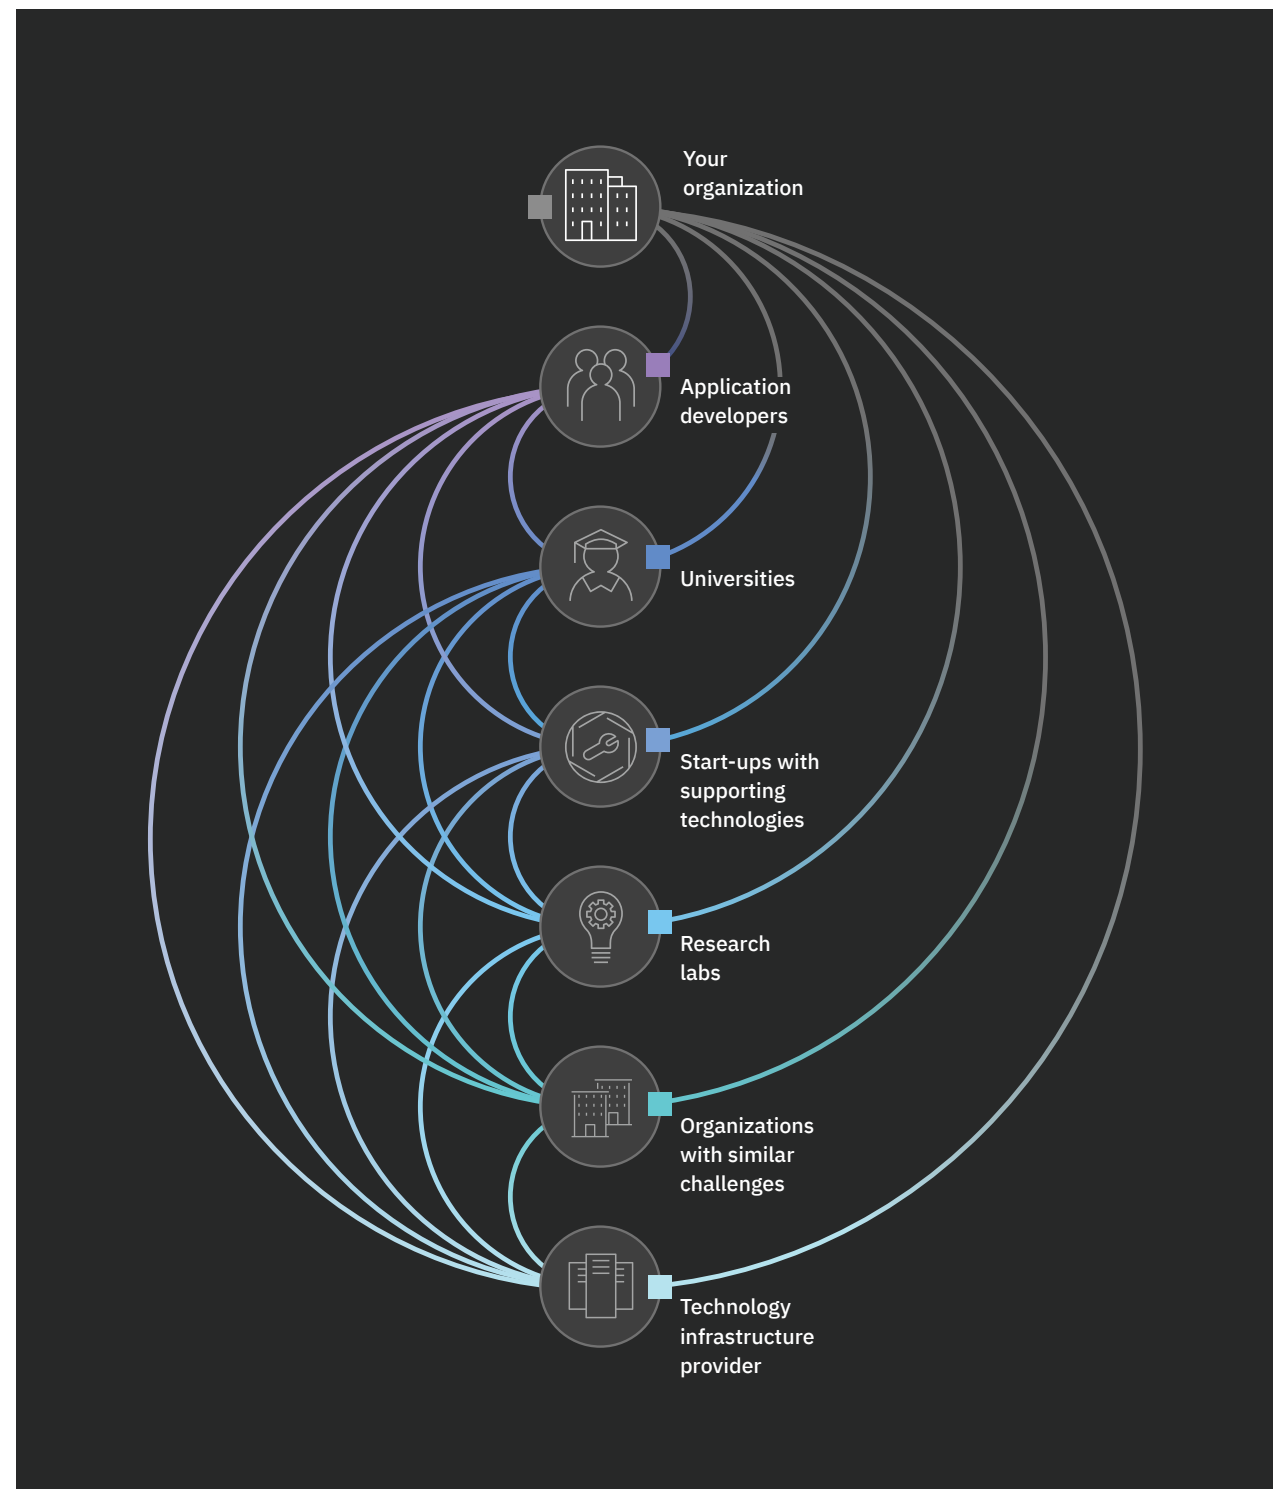 Your
organization
Application
developers
Universities
Start-ups with
supporting
technologies
Research
labs
Organizations
with similar
challenges
Technology
infrastructure
provider